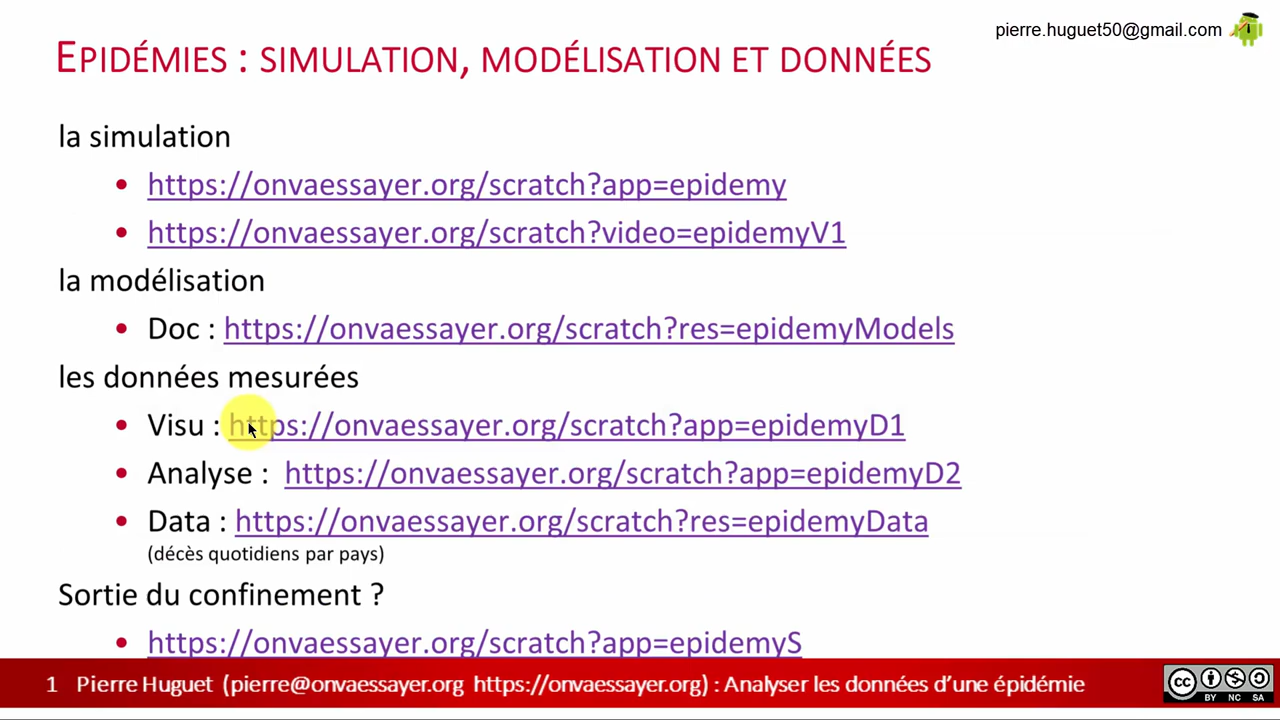 pierre.huguet50@gmail.com
EPIDÉMIES : SIMULATION, MODÉLISATION ET DONNÉES
la simulation
• https://onvaessayer.org/scratch?app=epidemy
• https://onvaessayer.org/scratch?video=epidemyV1
la modélisation
• Doc : https://onvaessayer.org/scratch?res=epidemyModels
les données mesurées
• Visu : https://onvaessayer.org/scratch?app=epidemyD1
• Analyse : https://onvaessayer.org/scratch?app=epidemyD2
• Data : https://onvaessayer.org/scratch?res=epidemyData
(décès quotidiens par pays)
Sortie du confinement ?
• https://onvaessayer.org/scratch?app=epidemyS
1 Pierre Huguet (pierre@onvaessayer.org https://onvaessayer.org) : Analyser les données d’une épidémie
cc BY NC SA